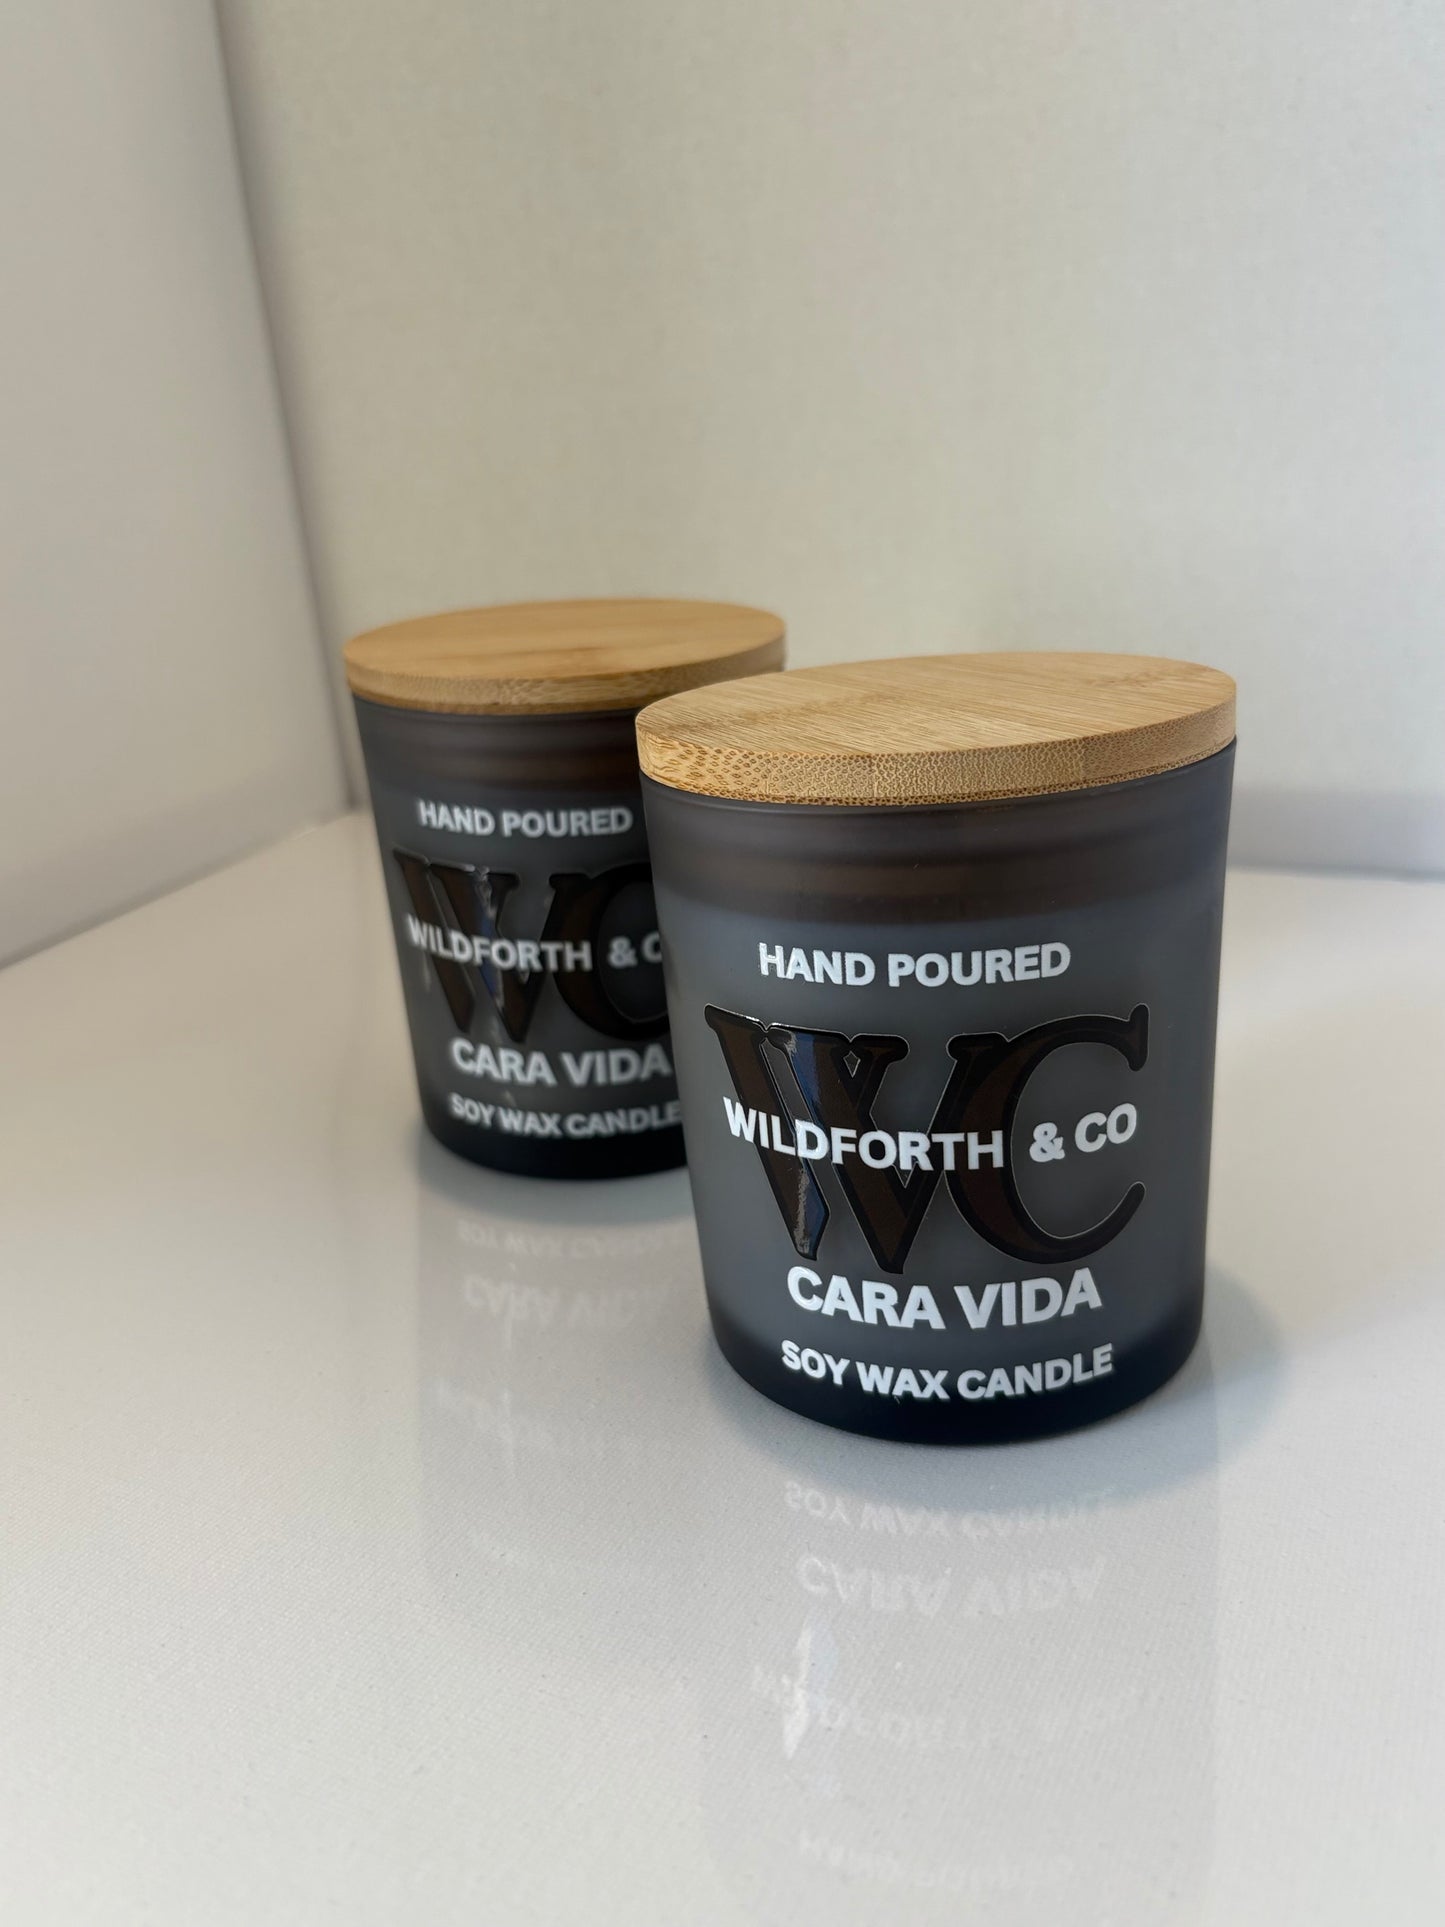 HAND POURED
WC
WILDFORTH & C
CARA VIDA
SOY WAX CANDLE
HAND POURED
WC
WILDFORTH & CO
CARA VIDA
SOY WAX CANDLE